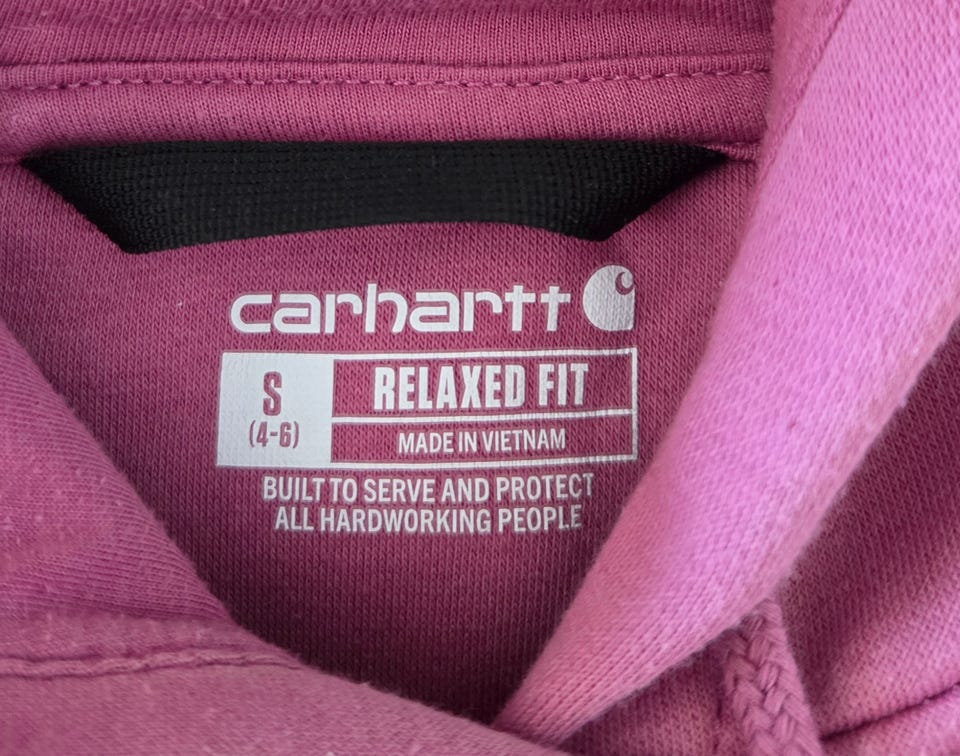 carhartt
S
(4-6)
RELAXED FIT
MADE IN VIETNAM
BUILT TO SERVE AND PROTECT
ALL HARDWORKING PEOPLE